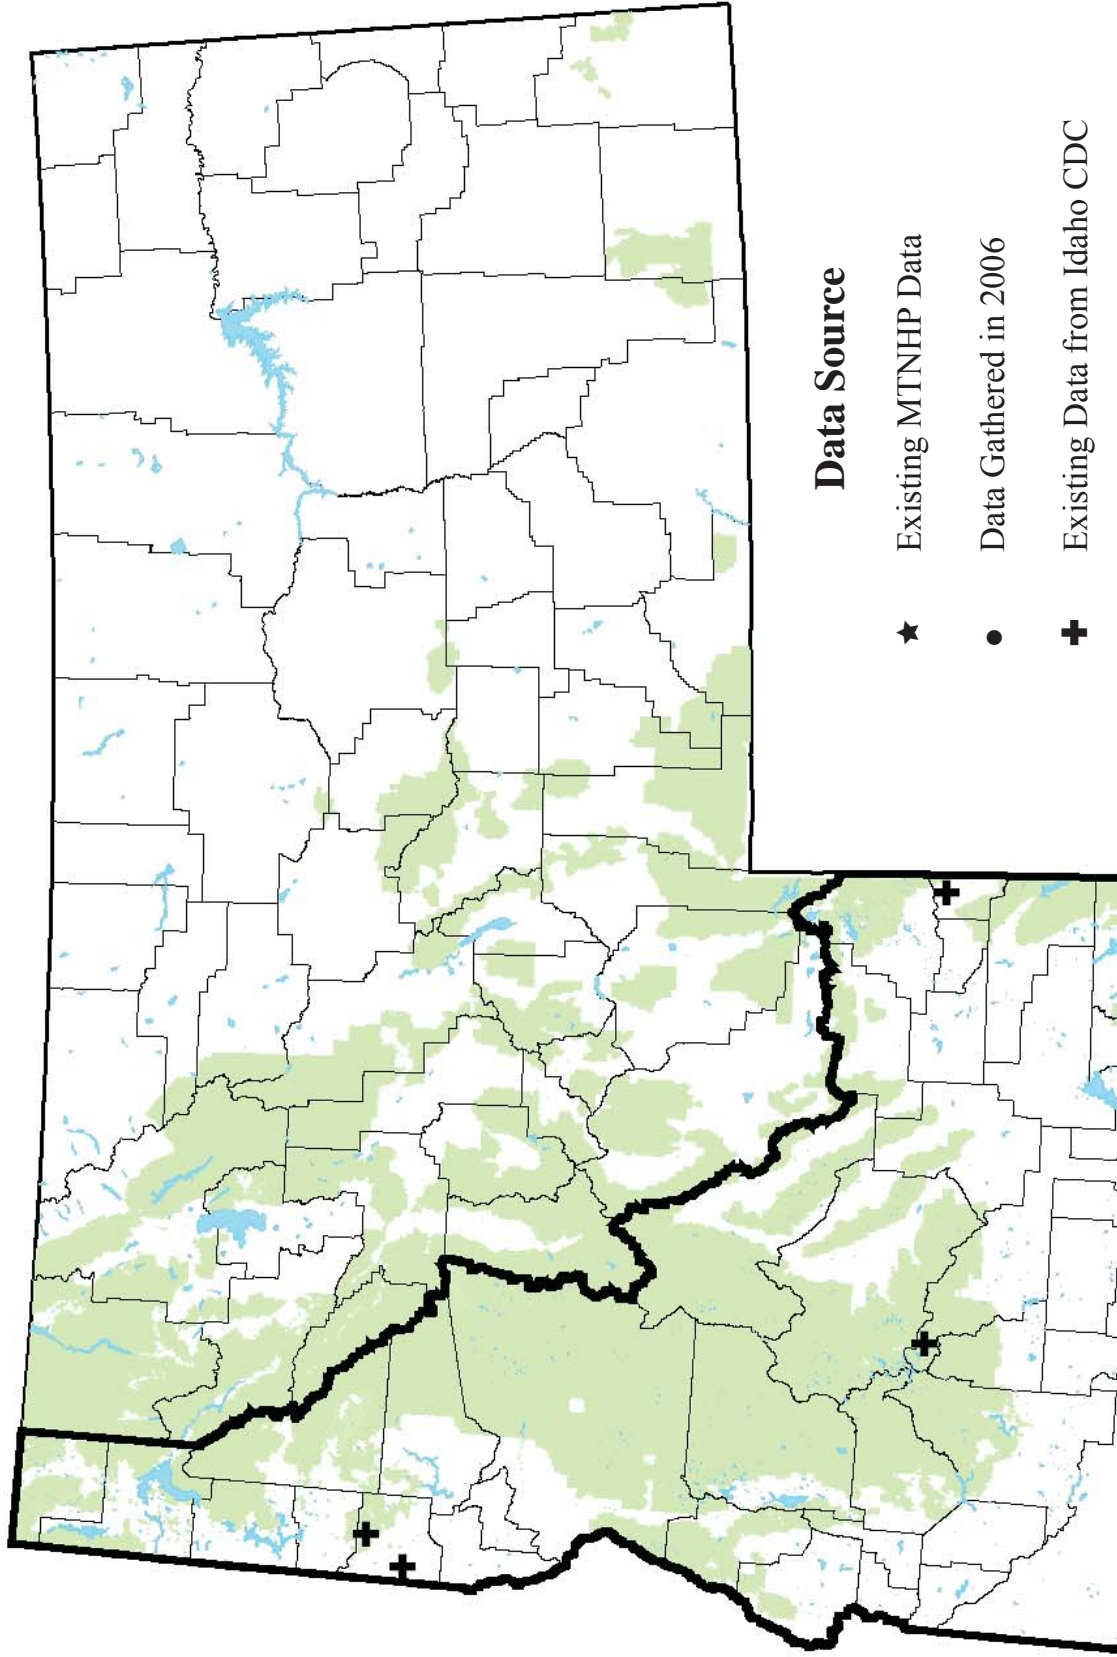 Data Source
Existing MTNHP Data
Data Gathered in 2006
Existing Data from Idaho CDC